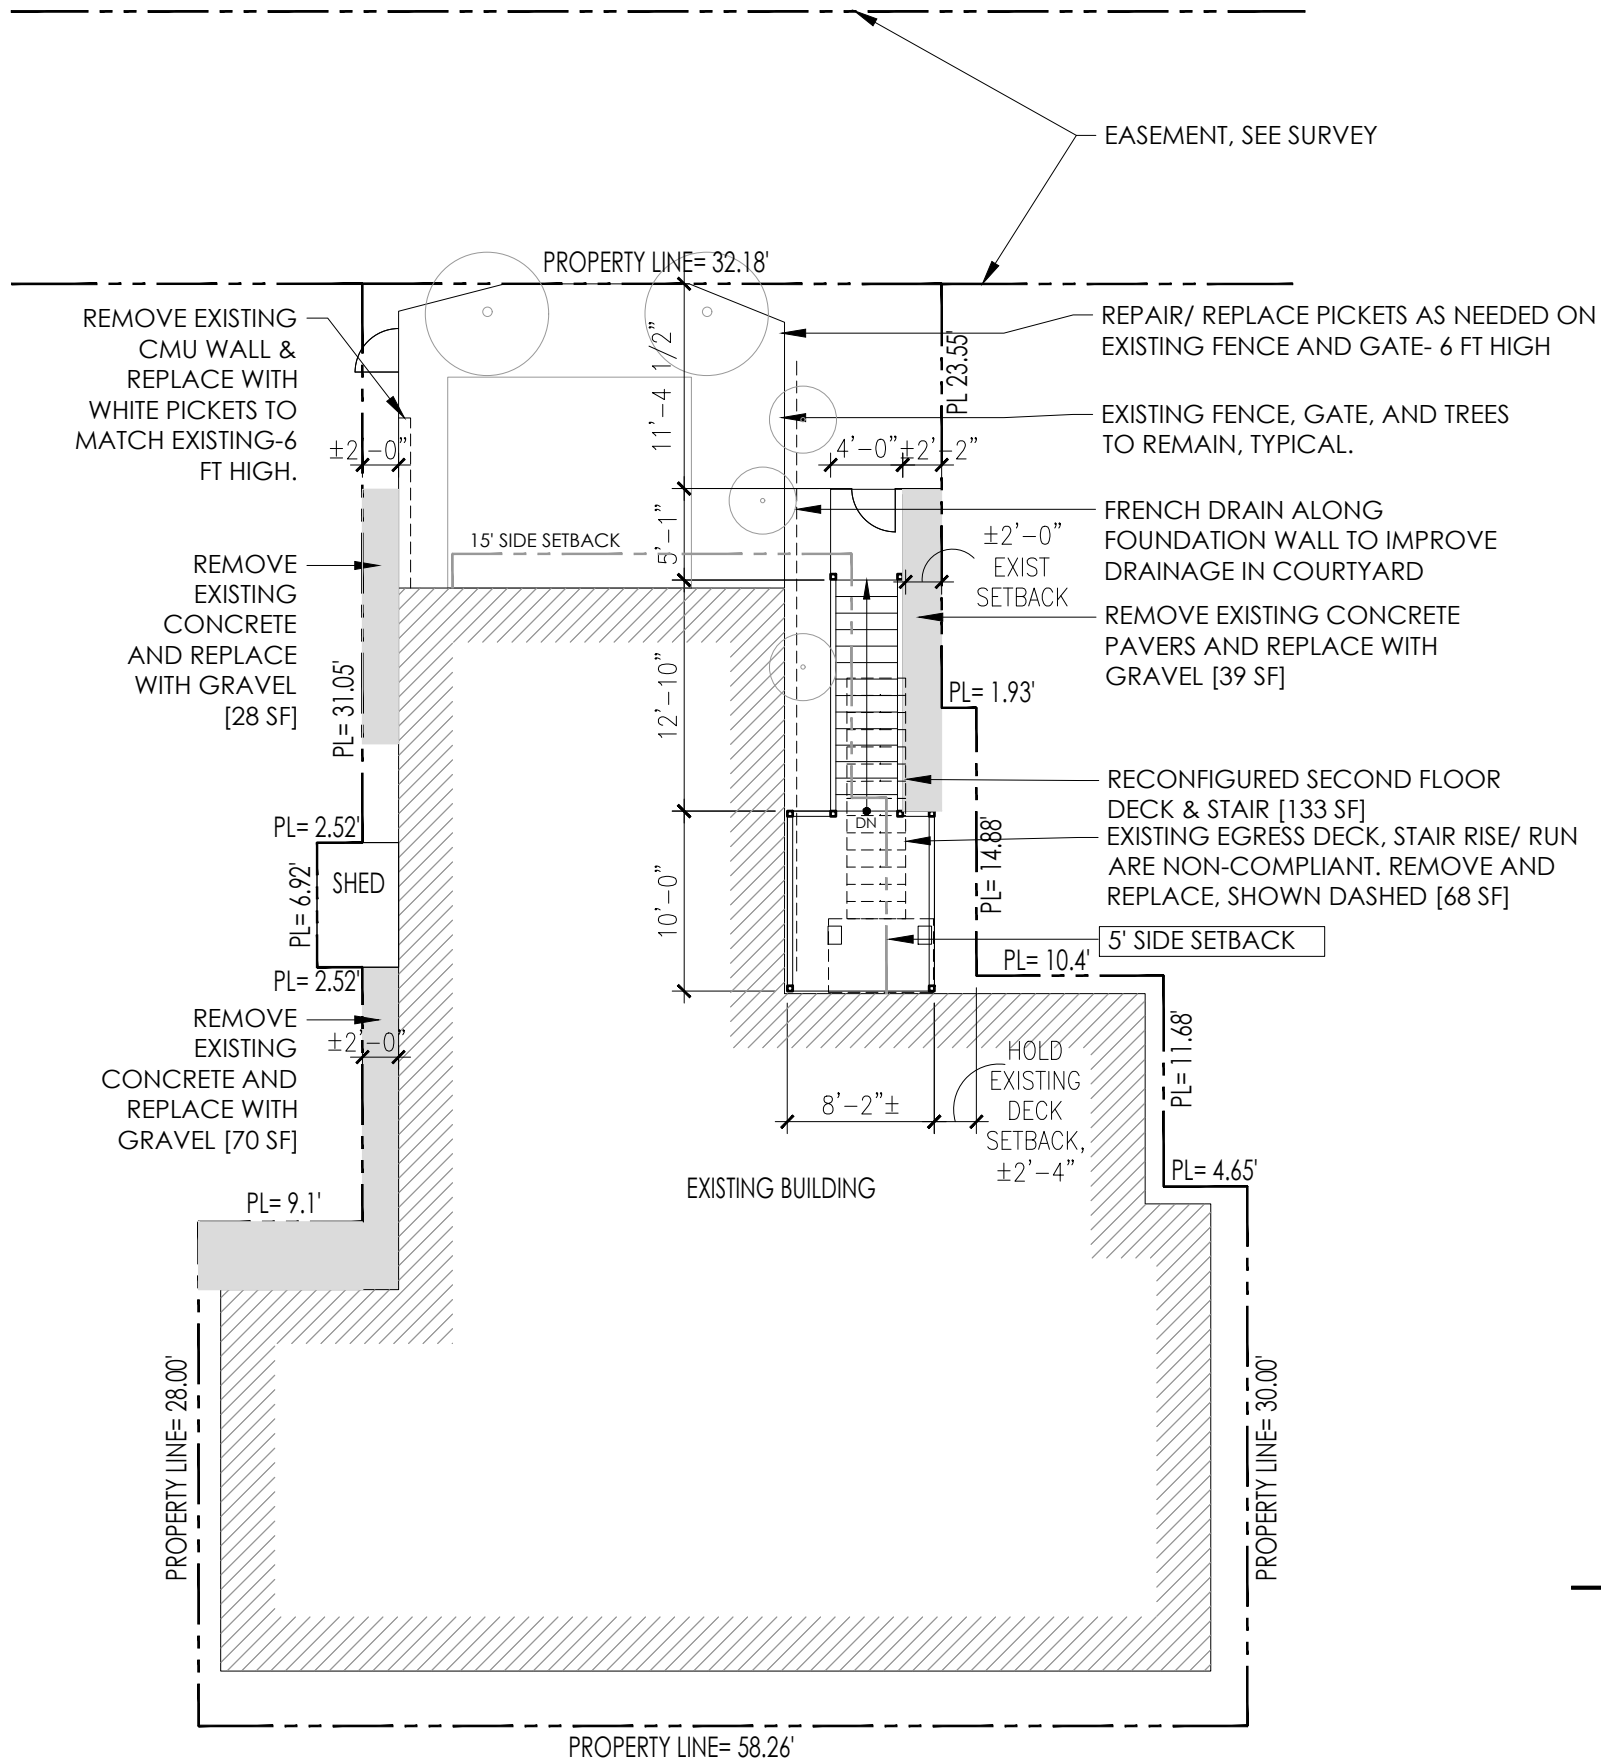 EASEMENT, SEE SURVEY
PROPERTY LINE= 32.18'
REMOVE EXISTING
CMU WALL &
REPLACE WITH
WHITE PICKETS TO
MATCH EXISTING-6
FT HIGH.
±2'-0"
REPAIR/ REPLACE PICKETS AS NEEDED ON
EXISTING FENCE AND GATE- 6 FT HIGH
PL 23.55'
11'-4 1/2"
EXISTING FENCE, GATE, AND TREES
TO REMAIN, TYPICAL.
4'-0"
±2'-2"
FRENCH DRAIN ALONG
FOUNDATION WALL TO IMPROVE
DRAINAGE IN COURTYARD
±2'-0"
EXIST
SETBACK
15' SIDE SETBACK
5'-1"
REMOVE
EXISTING
CONCRETE
AND REPLACE
WITH GRAVEL
[28 SF]
REMOVE EXISTING CONCRETE
PAVERS AND REPLACE WITH
GRAVEL [39 SF]
PL= 31.05'
12'-10"
PL= 1.93'
RECONFIGURED SECOND FLOOR
DECK & STAIR [133 SF]
DN
PL= 14.88'
EXISTING EGRESS DECK, STAIR RISE/ RUN
ARE NON-COMPLIANT. REMOVE AND
REPLACE, SHOWN DASHED [68 SF]
PL= 2.52'
PL= 6.92'
SHED
10'-0"
5' SIDE SETBACK
PL= 10.4'
PL= 2.52'
REMOVE
EXISTING
CONCRETE AND
REPLACE WITH
GRAVEL [70 SF]
±2'-0"
PL= 11.68'
HOLD
EXISTING
DECK
SETBACK,
±2'-4"
8'-2"±
PL= 4.65'
EXISTING BUILDING
PL= 9.1'
PROPERTY LINE= 28.00'
PROPERTY LINE= 30.00'
PROPERTY LINE= 58.26'